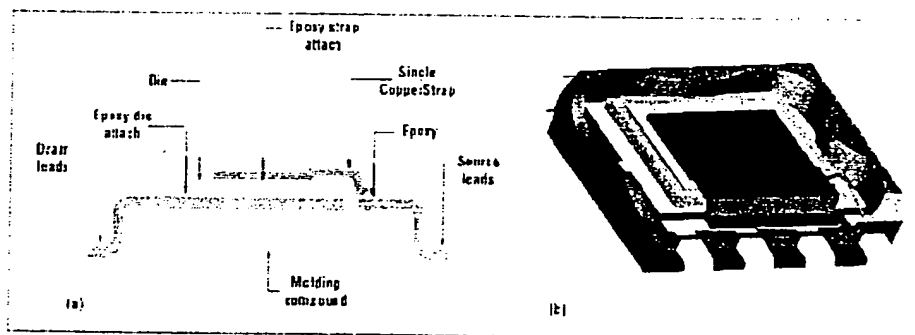 Epoxy strap
attach
Die
Single
Copper Strap
Epoxy die
attach
Epoxy
Drain
leads
Source
leads
Molding
compound
(a)
(b)